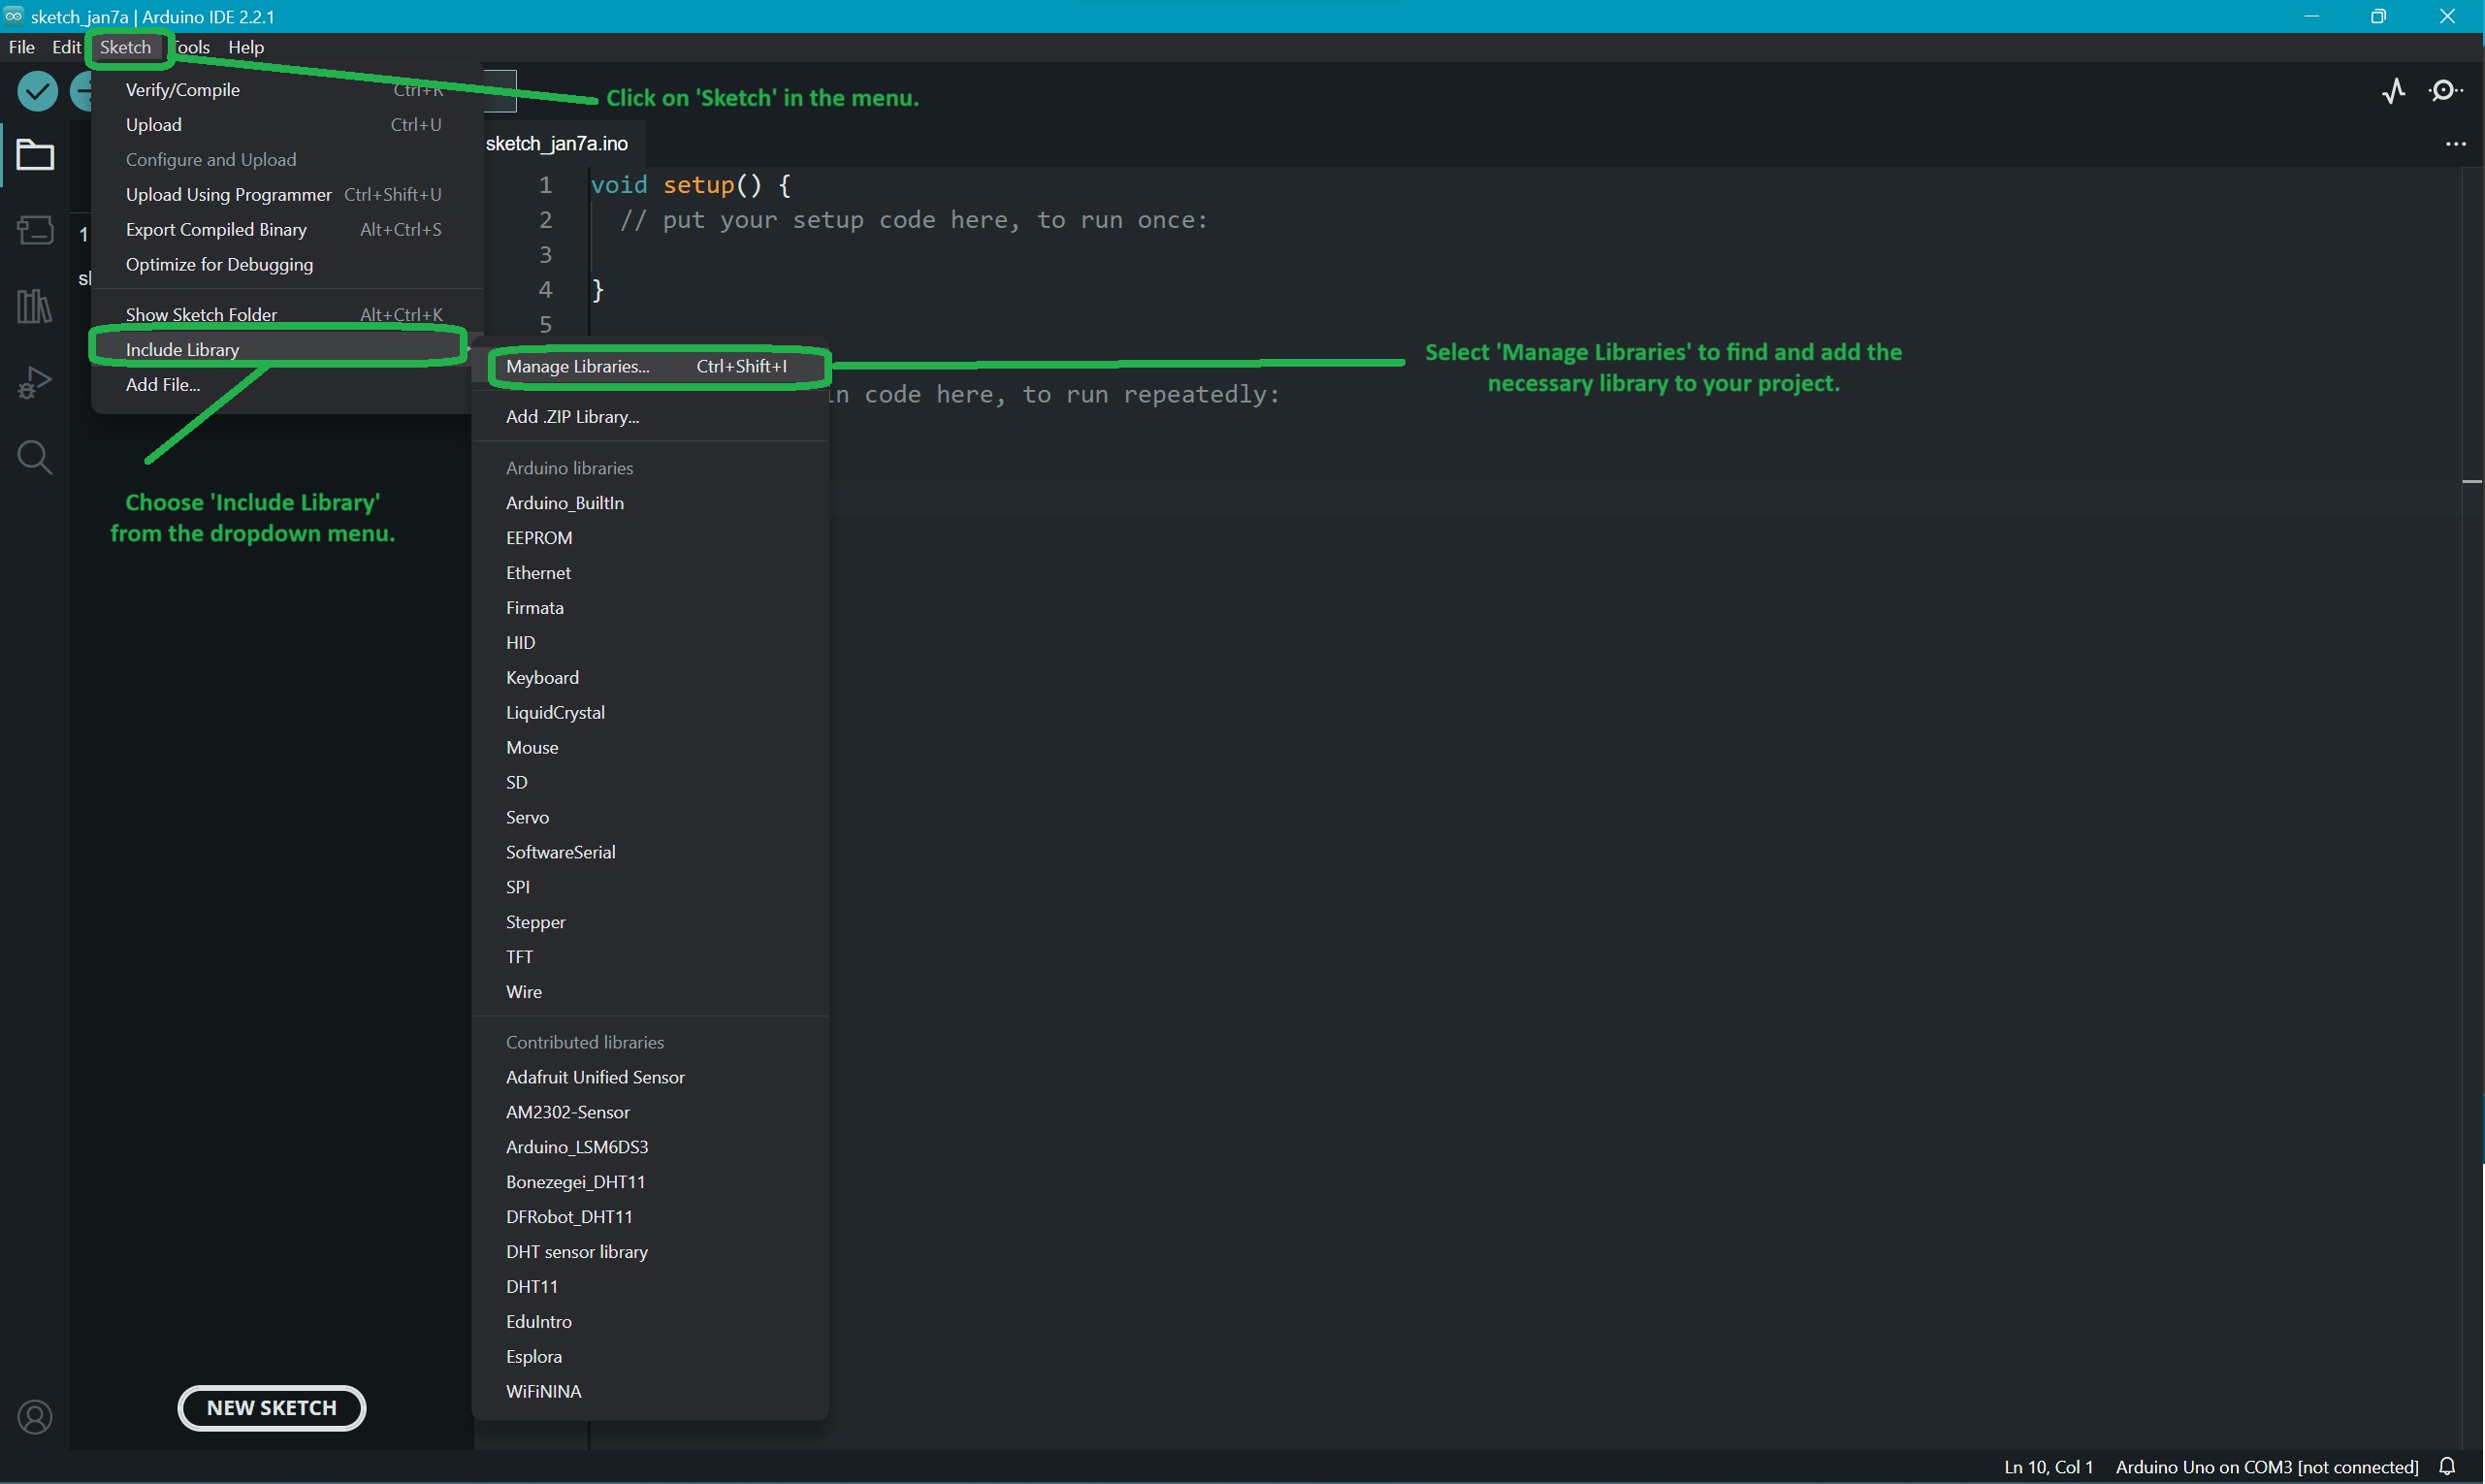 sketch_jan7a | Arduino IDE 2.2.1
File Edit Sketch Tools Help
Click on 'Sketch' in the menu.
Verify/Compile Ctrl+R
Upload Ctrl+U
Configure and Upload
Upload Using Programmer Ctrl+Shift+U
Export Compiled Binary Alt+Ctrl+S
Optimize for Debugging
Show Sketch Folder Alt+Ctrl+K
Include Library
Add File...
Choose 'Include Library'
from the dropdown menu.
sketch_jan7a.ino
1 void setup() {
2 // put your setup code here, to run once:
3
4 }
5
code here, to run repeatedly:
Manage Libraries... Ctrl+Shift+I
Select 'Manage Libraries' to find and add the
necessary library to your project.
Add .ZIP Library...
Arduino libraries
Arduino_BuiltIn
EEPROM
Ethernet
Firmata
HID
Keyboard
LiquidCrystal
Mouse
SD
Servo
SoftwareSerial
SPI
Stepper
TFT
Wire
Contributed libraries
Adafruit Unified Sensor
AM2302-Sensor
Arduino_LSM6DS3
Bonezegei_DHT11
DFRobot_DHT11
DHT sensor library
DHT11
EduIntro
Esplora
WiFiNINA
NEW SKETCH
Ln 10, Col 1 Arduino Uno on COM3 [not connected]